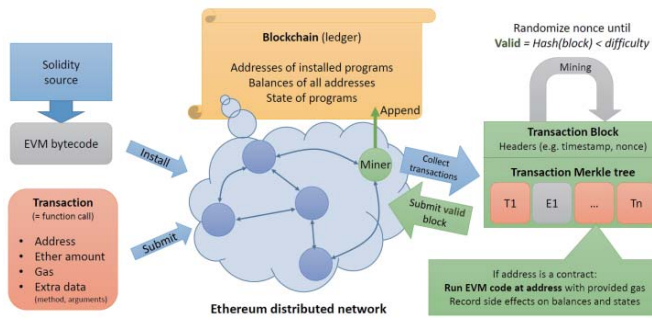 Solidity
source
EVM bytecode
Transaction
(= function call)
• Address
• Ether amount
• Gas
• Extra data
(method, arguments)
Install
Submit
Blockchain (ledger)
Addresses of installed programs
Balances of all addresses
State of programs
Append
Miner
Ethereum distributed network
Collect
transactions
Submit valid
block
Randomize nonce until
Valid = Hash(block) < difficulty
Mining
Transaction Block
Headers (e.g. timestamp, nonce)
Transaction Merkle tree
T1 E1 ... Tn
If address is a contract:
Run EVM code at address with provided gas
Record side effects on balances and states